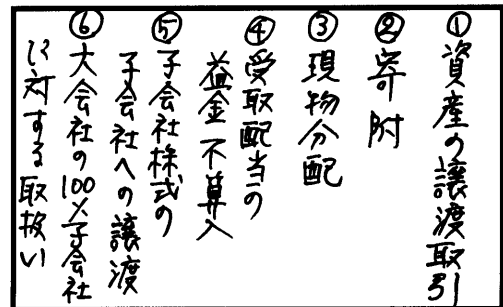 ①資産の譲渡取引
②寄附
③現物分配
④受取配当の
益金不算入
⑤子会社株式の
子会社への譲渡
⑥大会社の100%子会社
に対する取扱い